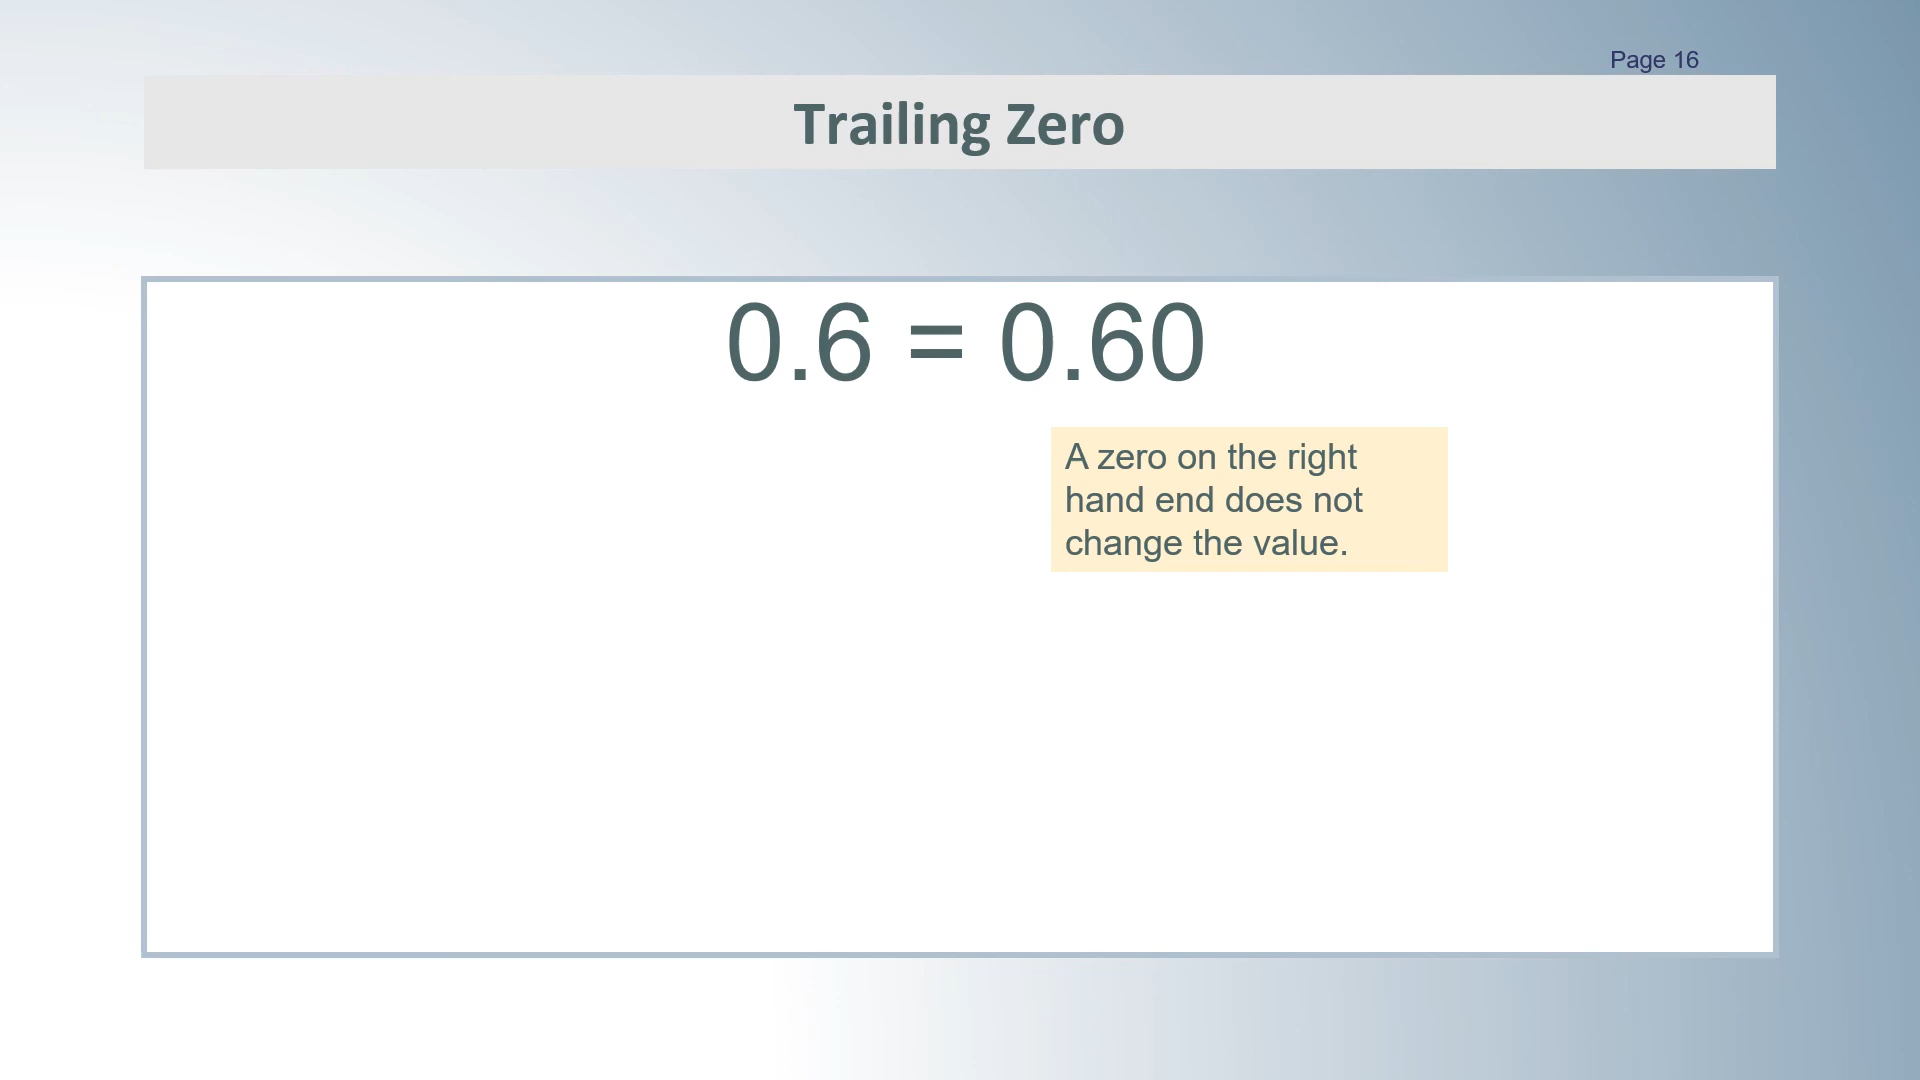 Page 16
Trailing Zero
0.6 = 0.60
A zero on the right
hand end does not
change the value.